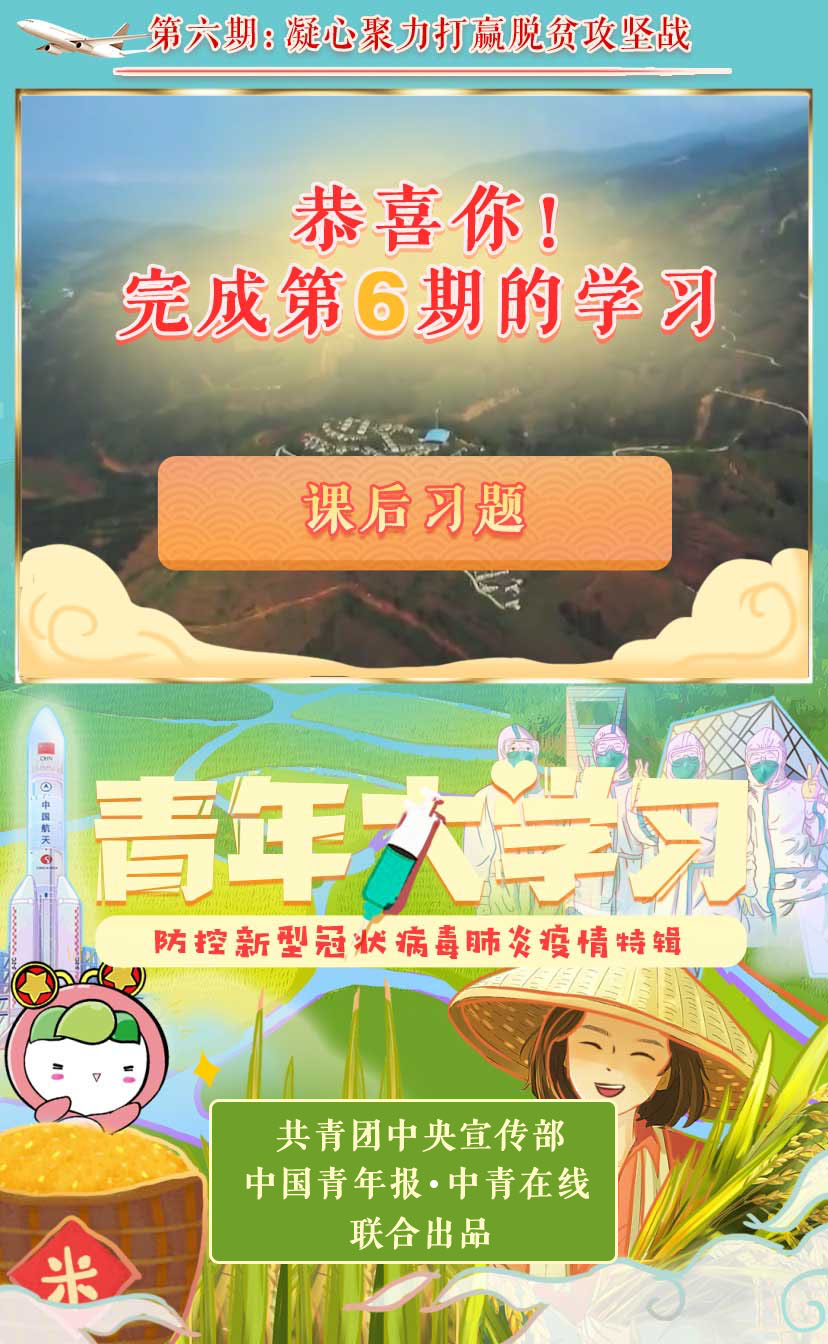 第六期:凝心聚力打赢脱贫攻坚战
恭喜你!
完成第6期的学习
课后习题
CHN
中国航天
青年大学习
防控新型冠状病毒肺炎疫情特辑
共青团中央宣传部
中国青年报·中青在线
联合出品
米